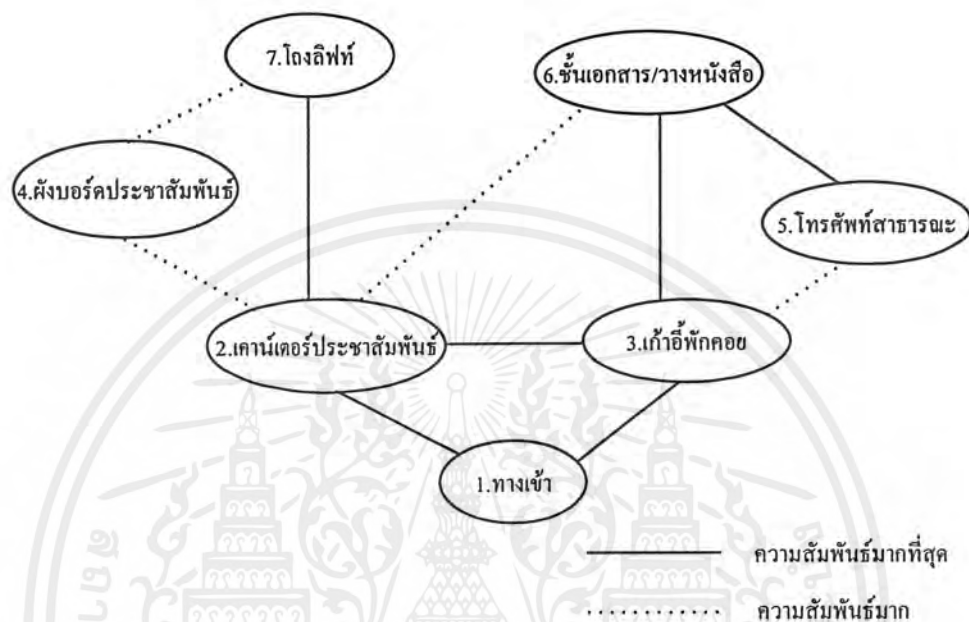 7.โถงลิฟท์
6.ชั้นเอกสาร/วางหนังสือ
4.ผังบอร์ดประชาสัมพันธ์
5.โทรศัพท์สาธารณะ
2.เคาน์เตอร์ประชาสัมพันธ์
3.เก้าอี้พักคอย
1.ทางเข้า
ความสัมพันธ์มากที่สุด
ความสัมพันธ์มาก